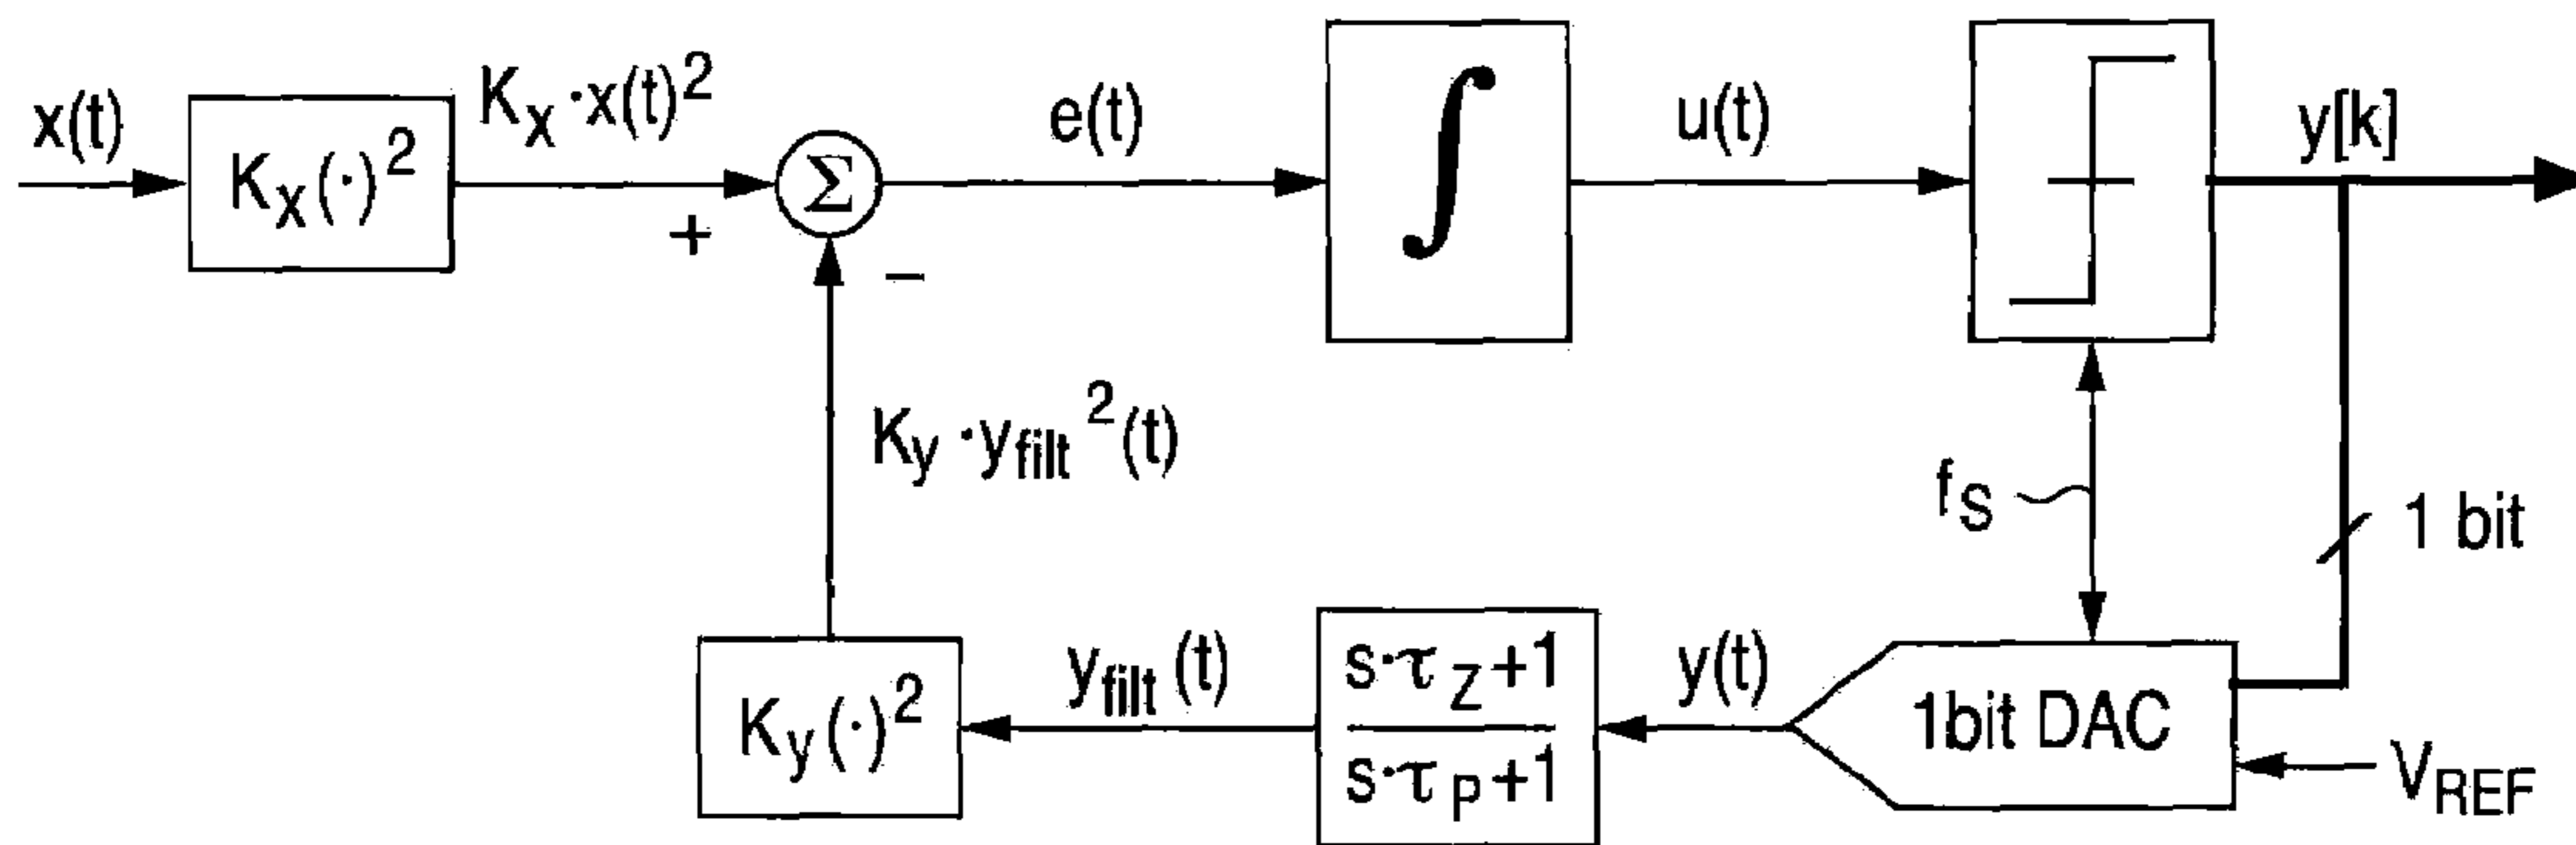 x(t)
Kx(·)²
Kx·x(t)²
+
−
Σ
e(t)
∫
u(t)
y[k]
Ky·yfilt²(t)
fS
1 bit
Ky(·)²
yfilt(t)
s·τZ+1
s·τP+1
y(t)
1bit DAC
VREF